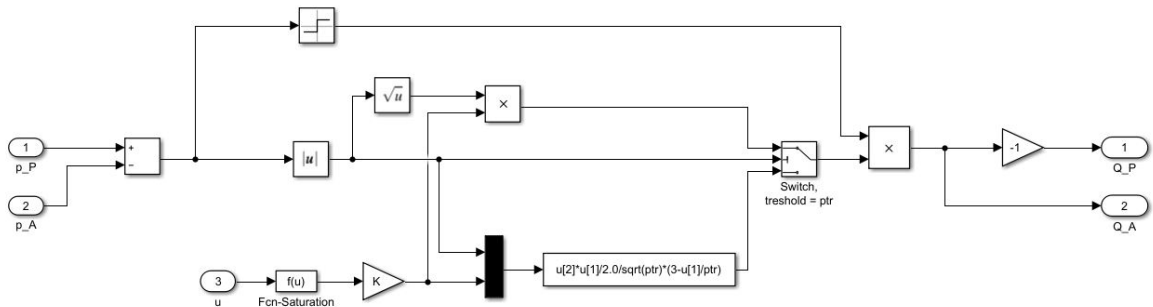 1
p_P
2
p_A
+
−
|u|
√u
×
3
u
f(u)
Fcn-Saturation
K
u[2]*u[1]/2.0/sqrt(ptr)*(3-u[1]/ptr)
Switch,
treshold = ptr
×
-1
1
Q_P
2
Q_A